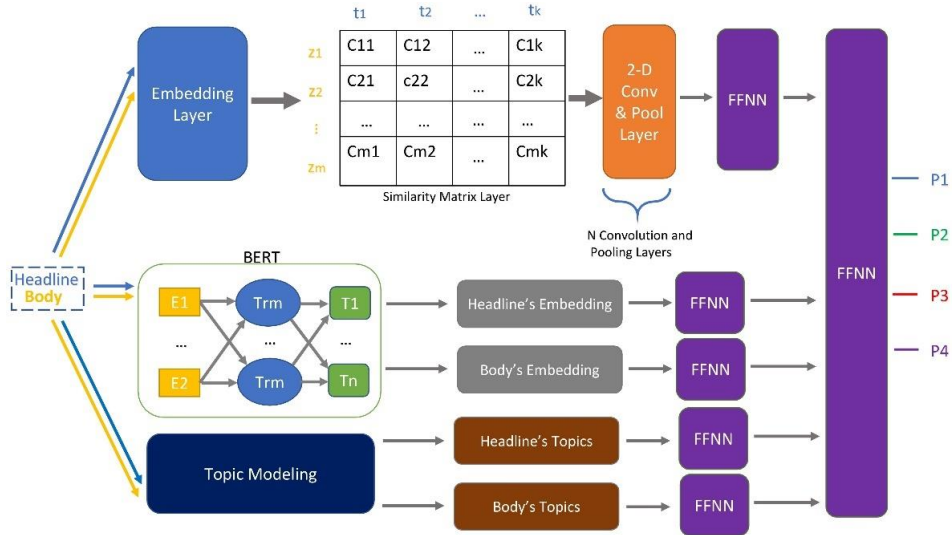 t1 t2 ... tk
z1 C11 C12 ... C1k
z2 C21 c22 ... C2k
⋮ ... ... ... ...
zm Cm1 Cm2 ... Cmk
Embedding
Layer
Similarity Matrix Layer
2-D
Conv
& Pool
Layer
N Convolution and
Pooling Layers
FFNN
Headline
Body
BERT
E1 Trm T1
... ... ...
E2 Trm Tn
Headline's Embedding
FFNN
Body's Embedding
FFNN
Topic Modeling
Headline's Topics
FFNN
Body's Topics
FFNN
FFNN
P1
P2
P3
P4